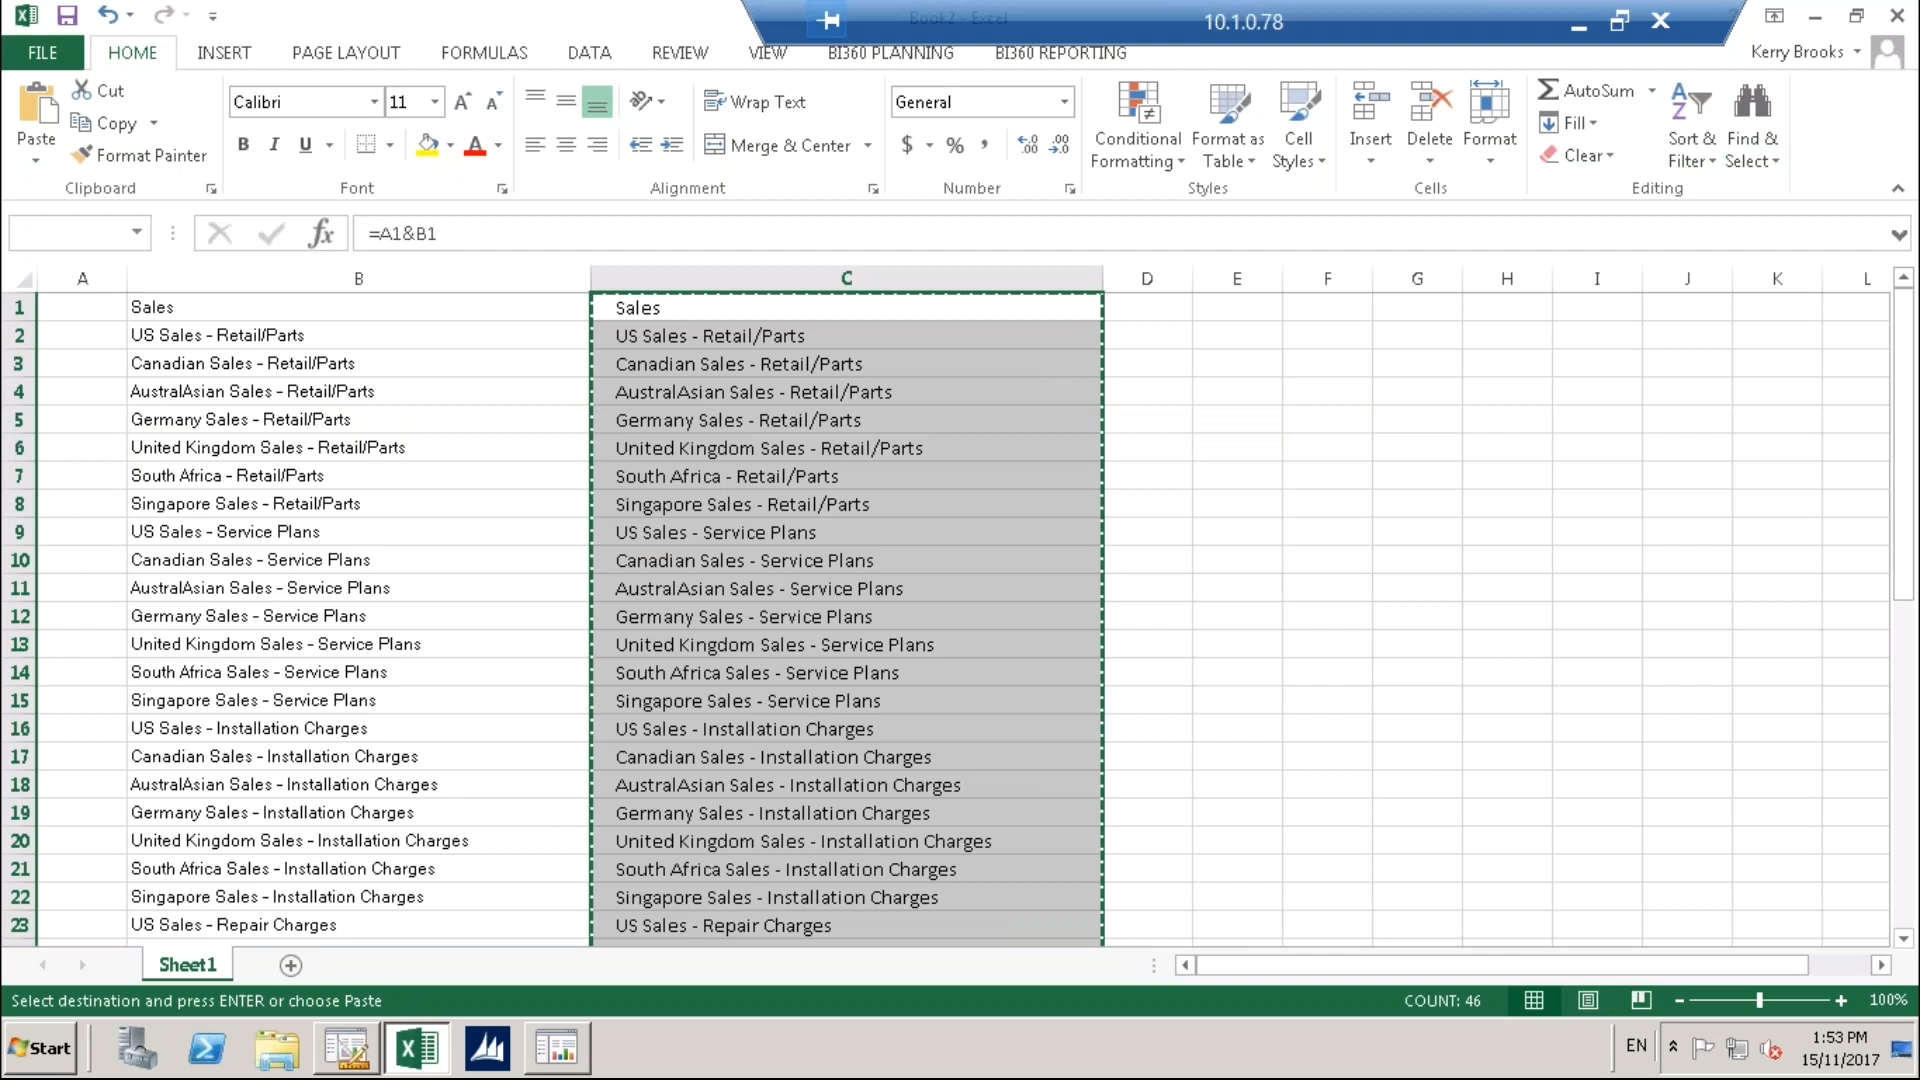 Book2 - Excel
10.1.0.78
FILE HOME INSERT PAGE LAYOUT FORMULAS DATA REVIEW VIEW BI360 PLANNING BI360 REPORTING Kerry Brooks
Cut
Copy
Format Painter
Paste
Clipboard
Calibri 11
B I U
Font
Wrap Text
Merge & Center
Alignment
General
$ % ,
Number
Conditional Formatting
Format as Table
Cell Styles
Styles
Insert
Delete
Format
Cells
AutoSum
Fill
Clear
Sort & Filter
Find & Select
Editing
fx =A1&B1
A B C D E F G H I J K L
1 Sales Sales
2 US Sales - Retail/Parts US Sales - Retail/Parts
3 Canadian Sales - Retail/Parts Canadian Sales - Retail/Parts
4 AustralAsian Sales - Retail/Parts AustralAsian Sales - Retail/Parts
5 Germany Sales - Retail/Parts Germany Sales - Retail/Parts
6 United Kingdom Sales - Retail/Parts United Kingdom Sales - Retail/Parts
7 South Africa - Retail/Parts South Africa - Retail/Parts
8 Singapore Sales - Retail/Parts Singapore Sales - Retail/Parts
9 US Sales - Service Plans US Sales - Service Plans
10 Canadian Sales - Service Plans Canadian Sales - Service Plans
11 AustralAsian Sales - Service Plans AustralAsian Sales - Service Plans
12 Germany Sales - Service Plans Germany Sales - Service Plans
13 United Kingdom Sales - Service Plans United Kingdom Sales - Service Plans
14 South Africa Sales - Service Plans South Africa Sales - Service Plans
15 Singapore Sales - Service Plans Singapore Sales - Service Plans
16 US Sales - Installation Charges US Sales - Installation Charges
17 Canadian Sales - Installation Charges Canadian Sales - Installation Charges
18 AustralAsian Sales - Installation Charges AustralAsian Sales - Installation Charges
19 Germany Sales - Installation Charges Germany Sales - Installation Charges
20 United Kingdom Sales - Installation Charges United Kingdom Sales - Installation Charges
21 South Africa Sales - Installation Charges South Africa Sales - Installation Charges
22 Singapore Sales - Installation Charges Singapore Sales - Installation Charges
23 US Sales - Repair Charges US Sales - Repair Charges
Sheet1
Select destination and press ENTER or choose Paste COUNT: 46 100%
Start EN 1:53 PM
15/11/2017